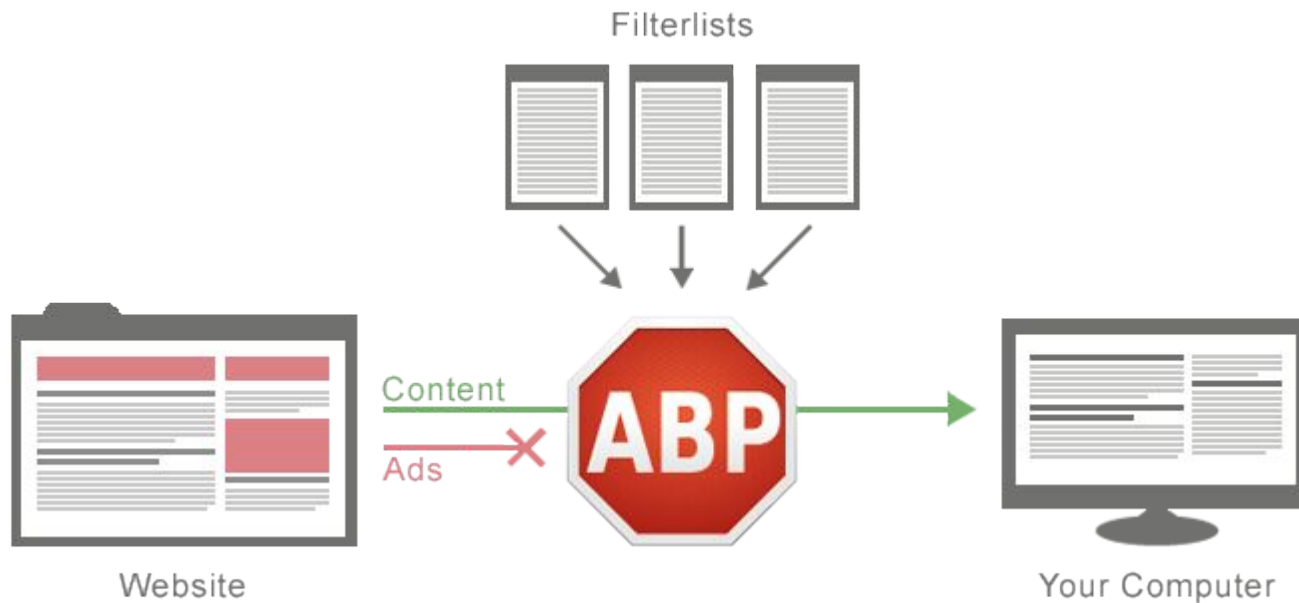 Filterlists
Content
Ads
ABP
Website
Your Computer